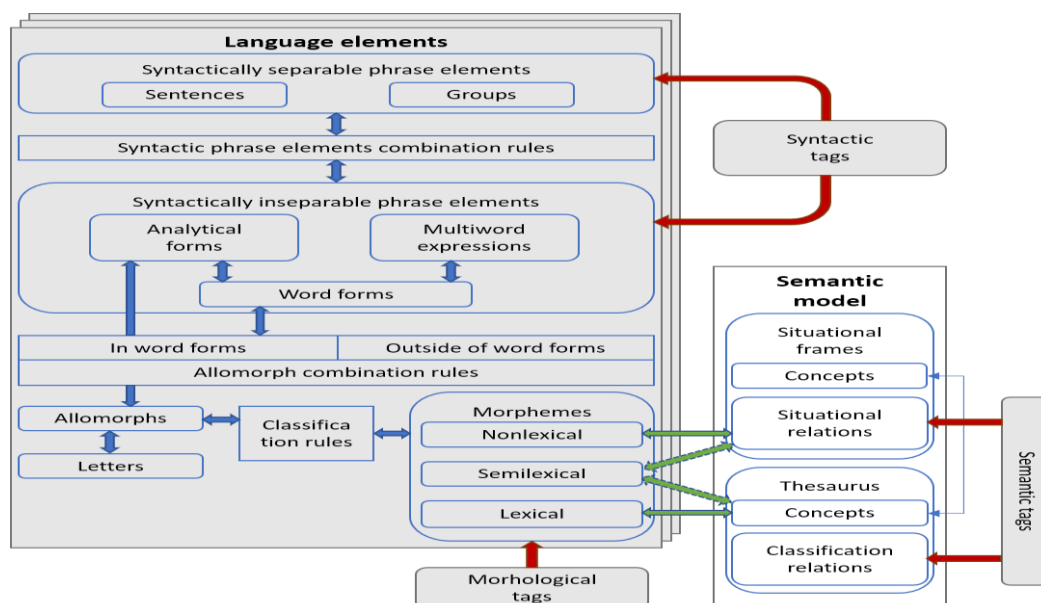 Language elements
Syntactically separable phrase elements
Sentences
Groups
Syntactic phrase elements combination rules
Syntactically inseparable phrase elements
Analytical
forms
Multiword
expressions
Word forms
In word forms
Outside of word forms
Allomorph combination rules
Allomorphs
Letters
Classifica
tion rules
Morphemes
Nonlexical
Semilexical
Lexical
Morhological
tags
Syntactic
tags
Semantic
model
Situational
frames
Concepts
Situational
relations
Thesaurus
Concepts
Classification
relations
Semantic tags